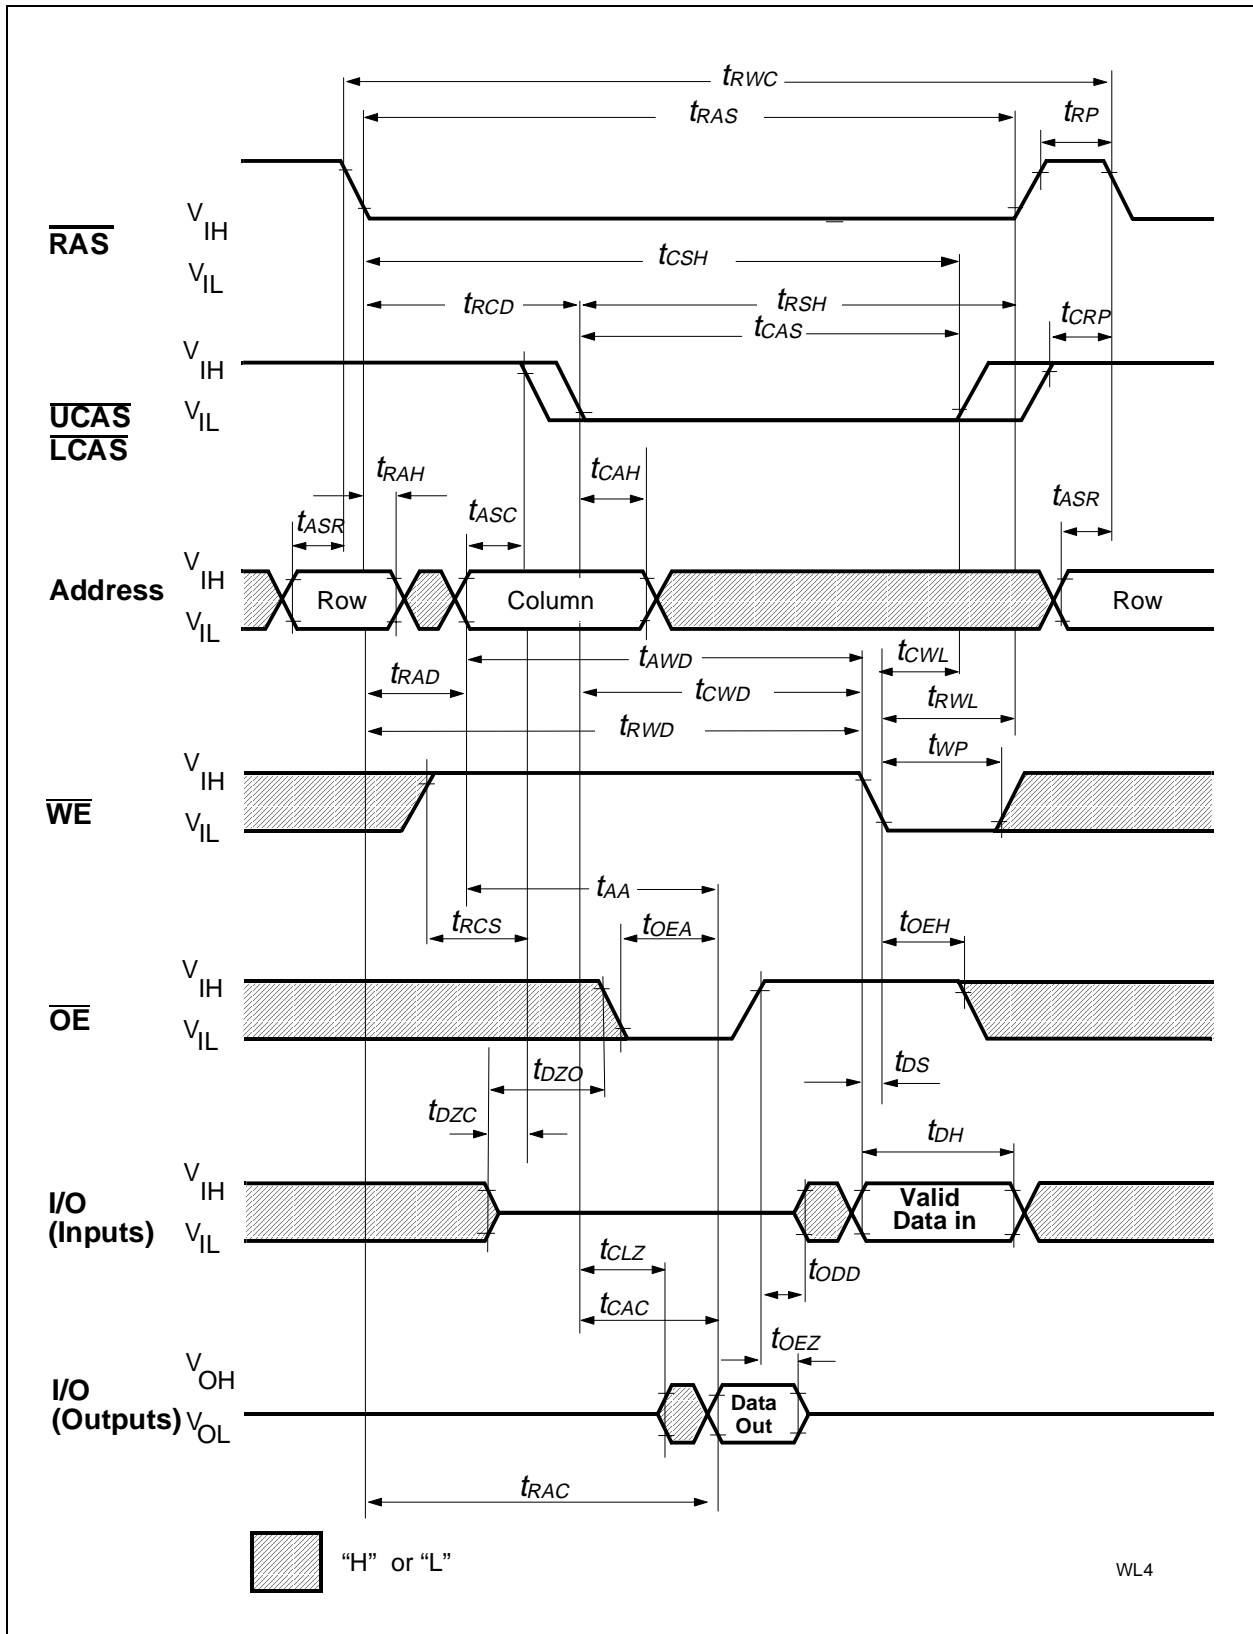 tRWC
tRAS
tRP
VIH
RAS
VIL
tCSH
tRCD
tRSH
tCAS
tCRP
VIH
UCAS
VIL
LCAS
tRAH
tCAH
tASR
tASC
tASR
VIH
Address
Row
Column
Row
VIL
tAWD
tCWL
tRAD
tCWD
tRWL
tRWD
tWP
VIH
WE
VIL
tAA
tRCS
tOEA
tOEH
VIH
OE
VIL
tDZO
tDS
tDZC
tDH
VIH
I/O
(Inputs)
VIL
Valid
Data in
tCLZ
tODD
tCAC
tOEZ
VOH
I/O
(Outputs)
VOL
Data
Out
tRAC
“H” or “L”
WL4